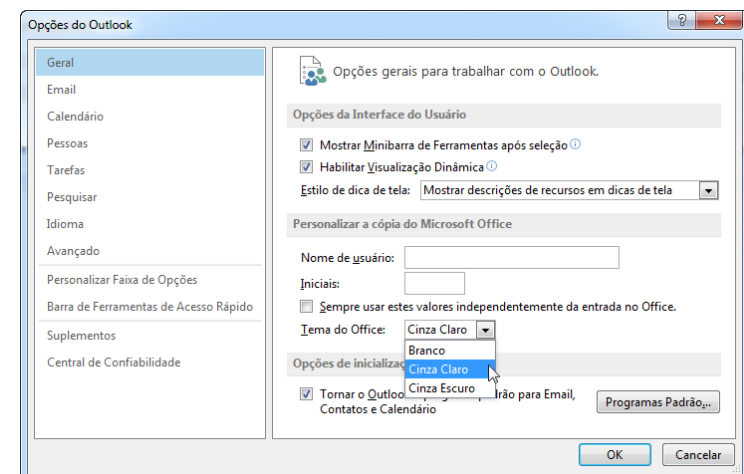 Opções do Outlook
Geral
Email
Calendário
Pessoas
Tarefas
Pesquisar
Idioma
Avançado
Personalizar Faixa de Opções
Barra de Ferramentas de Acesso Rápido
Suplementos
Central de Confiabilidade
Opções gerais para trabalhar com o Outlook.
Opções da Interface do Usuário
Mostrar Minibarra de Ferramentas após seleção
Habilitar Visualização Dinâmica
Estilo de dica de tela: Mostrar descrições de recursos em dicas de tela
Personalizar a cópia do Microsoft Office
Nome de usuário:
Iniciais:
Sempre usar estes valores independentemente da entrada no Office.
Tema do Office: Cinza Claro
Branco
Cinza Claro
Cinza Escuro
Opções de
Tornar o para Email,
Contatos e Calendário
Programas Padrão...
OK Cancelar